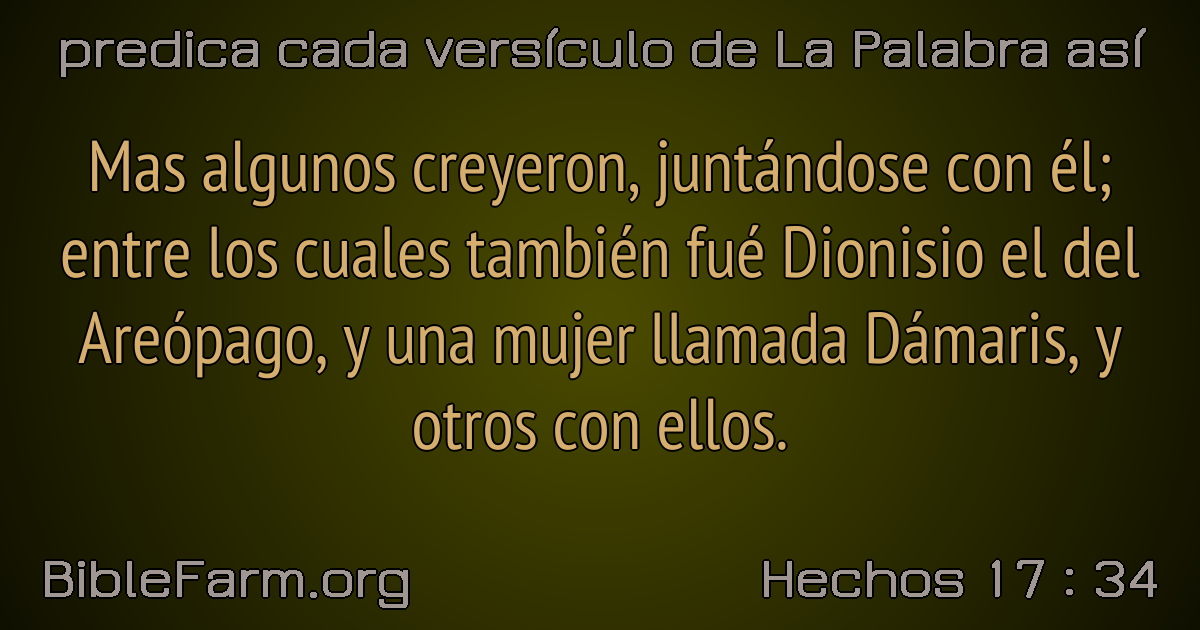 predica cada versículo de La Palabra así
Mas algunos creyeron, juntándose con él;
entre los cuales también fué Dionisio el del
Areópago, y una mujer llamada Dámaris, y
otros con ellos.
BibleFarm.org
Hechos 17 : 34